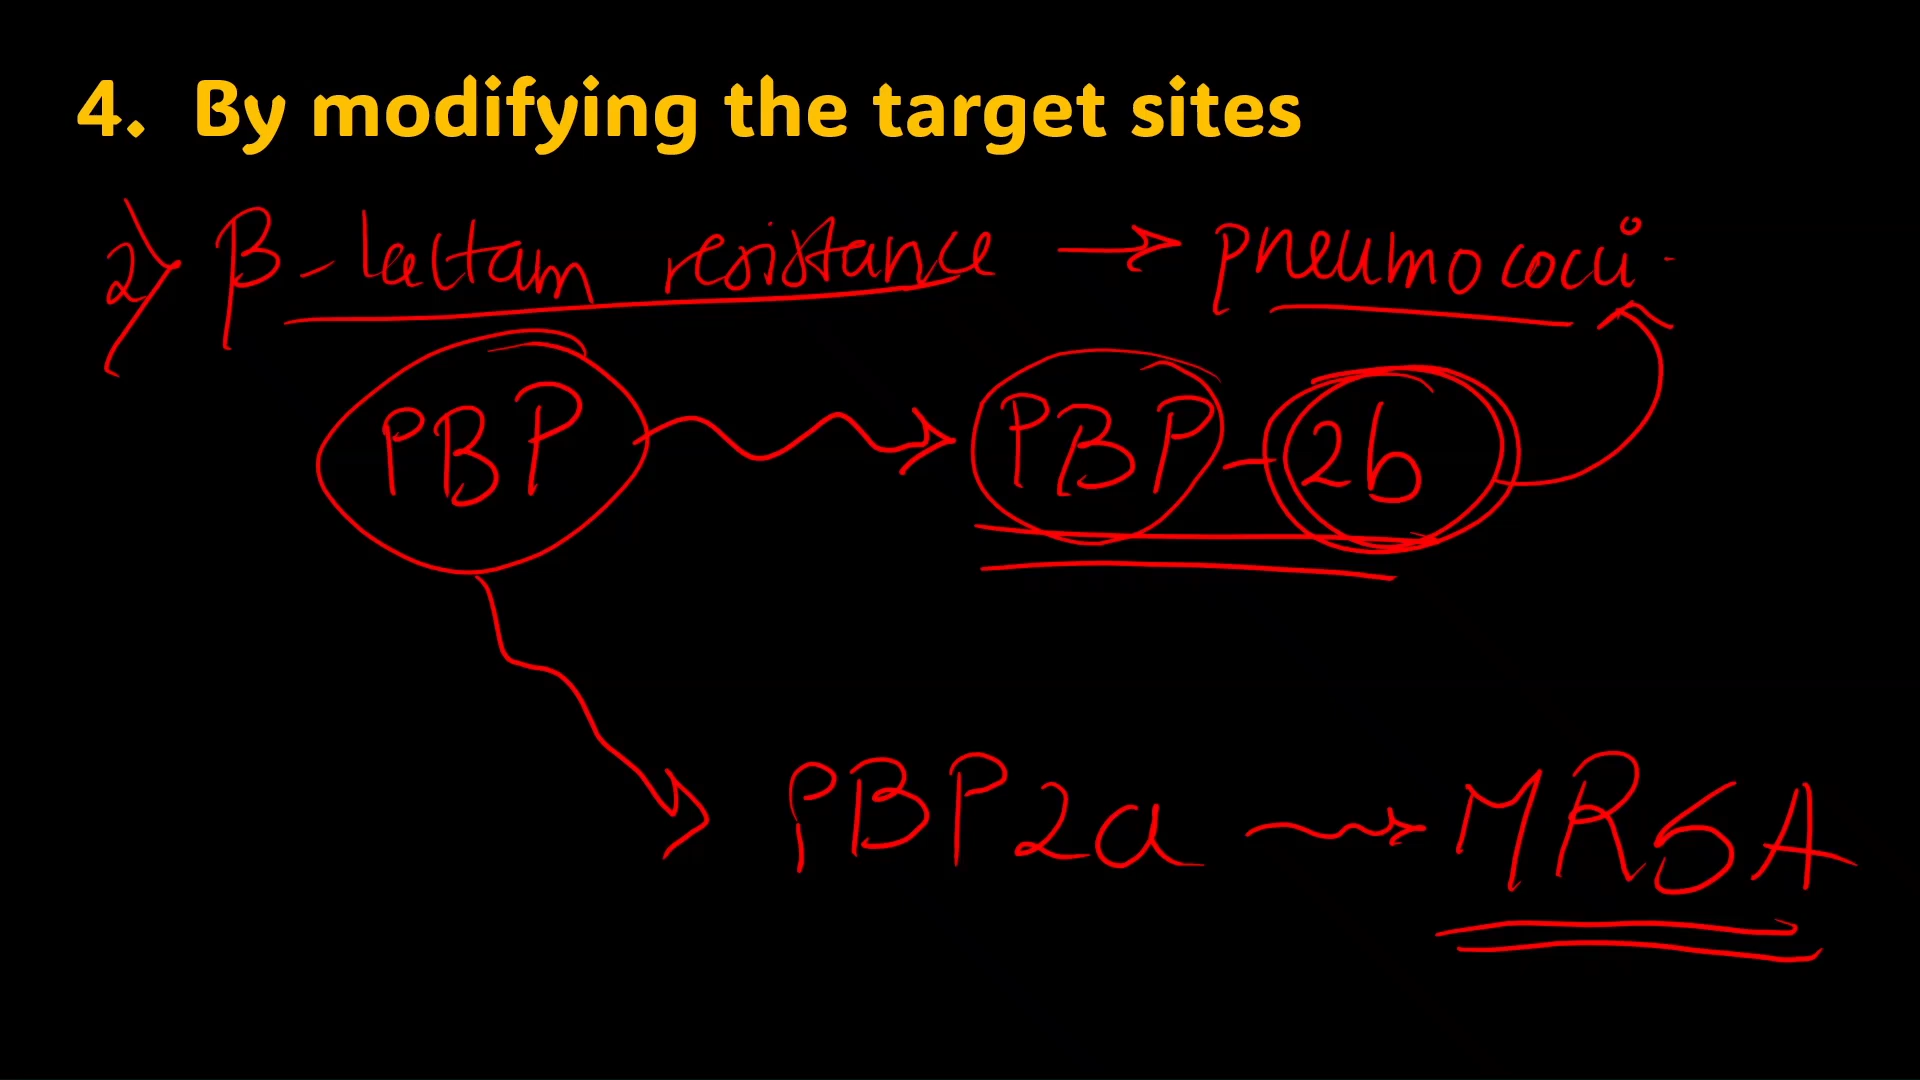 4. By modifying the target sites
2) β-lactam resistance → pneumococci.
PBP → PBP-2b
PBP2a → MRSA